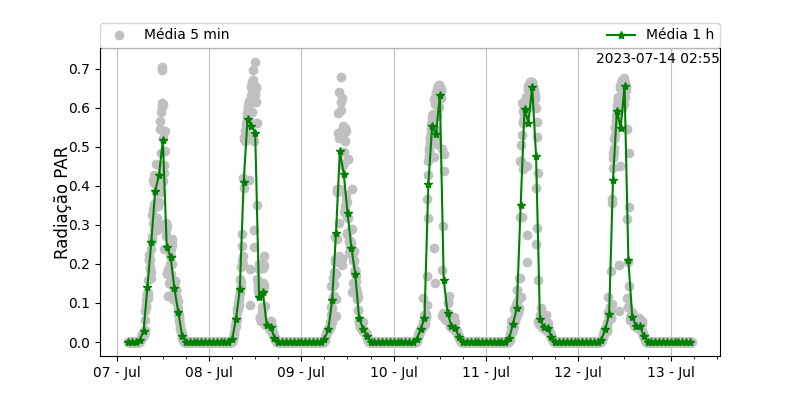 Média 5 min
Média 1 h
2023-07-14 02:55
Radiação PAR
0.7
0.6
0.5
0.4
0.3
0.2
0.1
0.0
07 - Jul
08 - Jul
09 - Jul
10 - Jul
11 - Jul
12 - Jul
13 - Jul